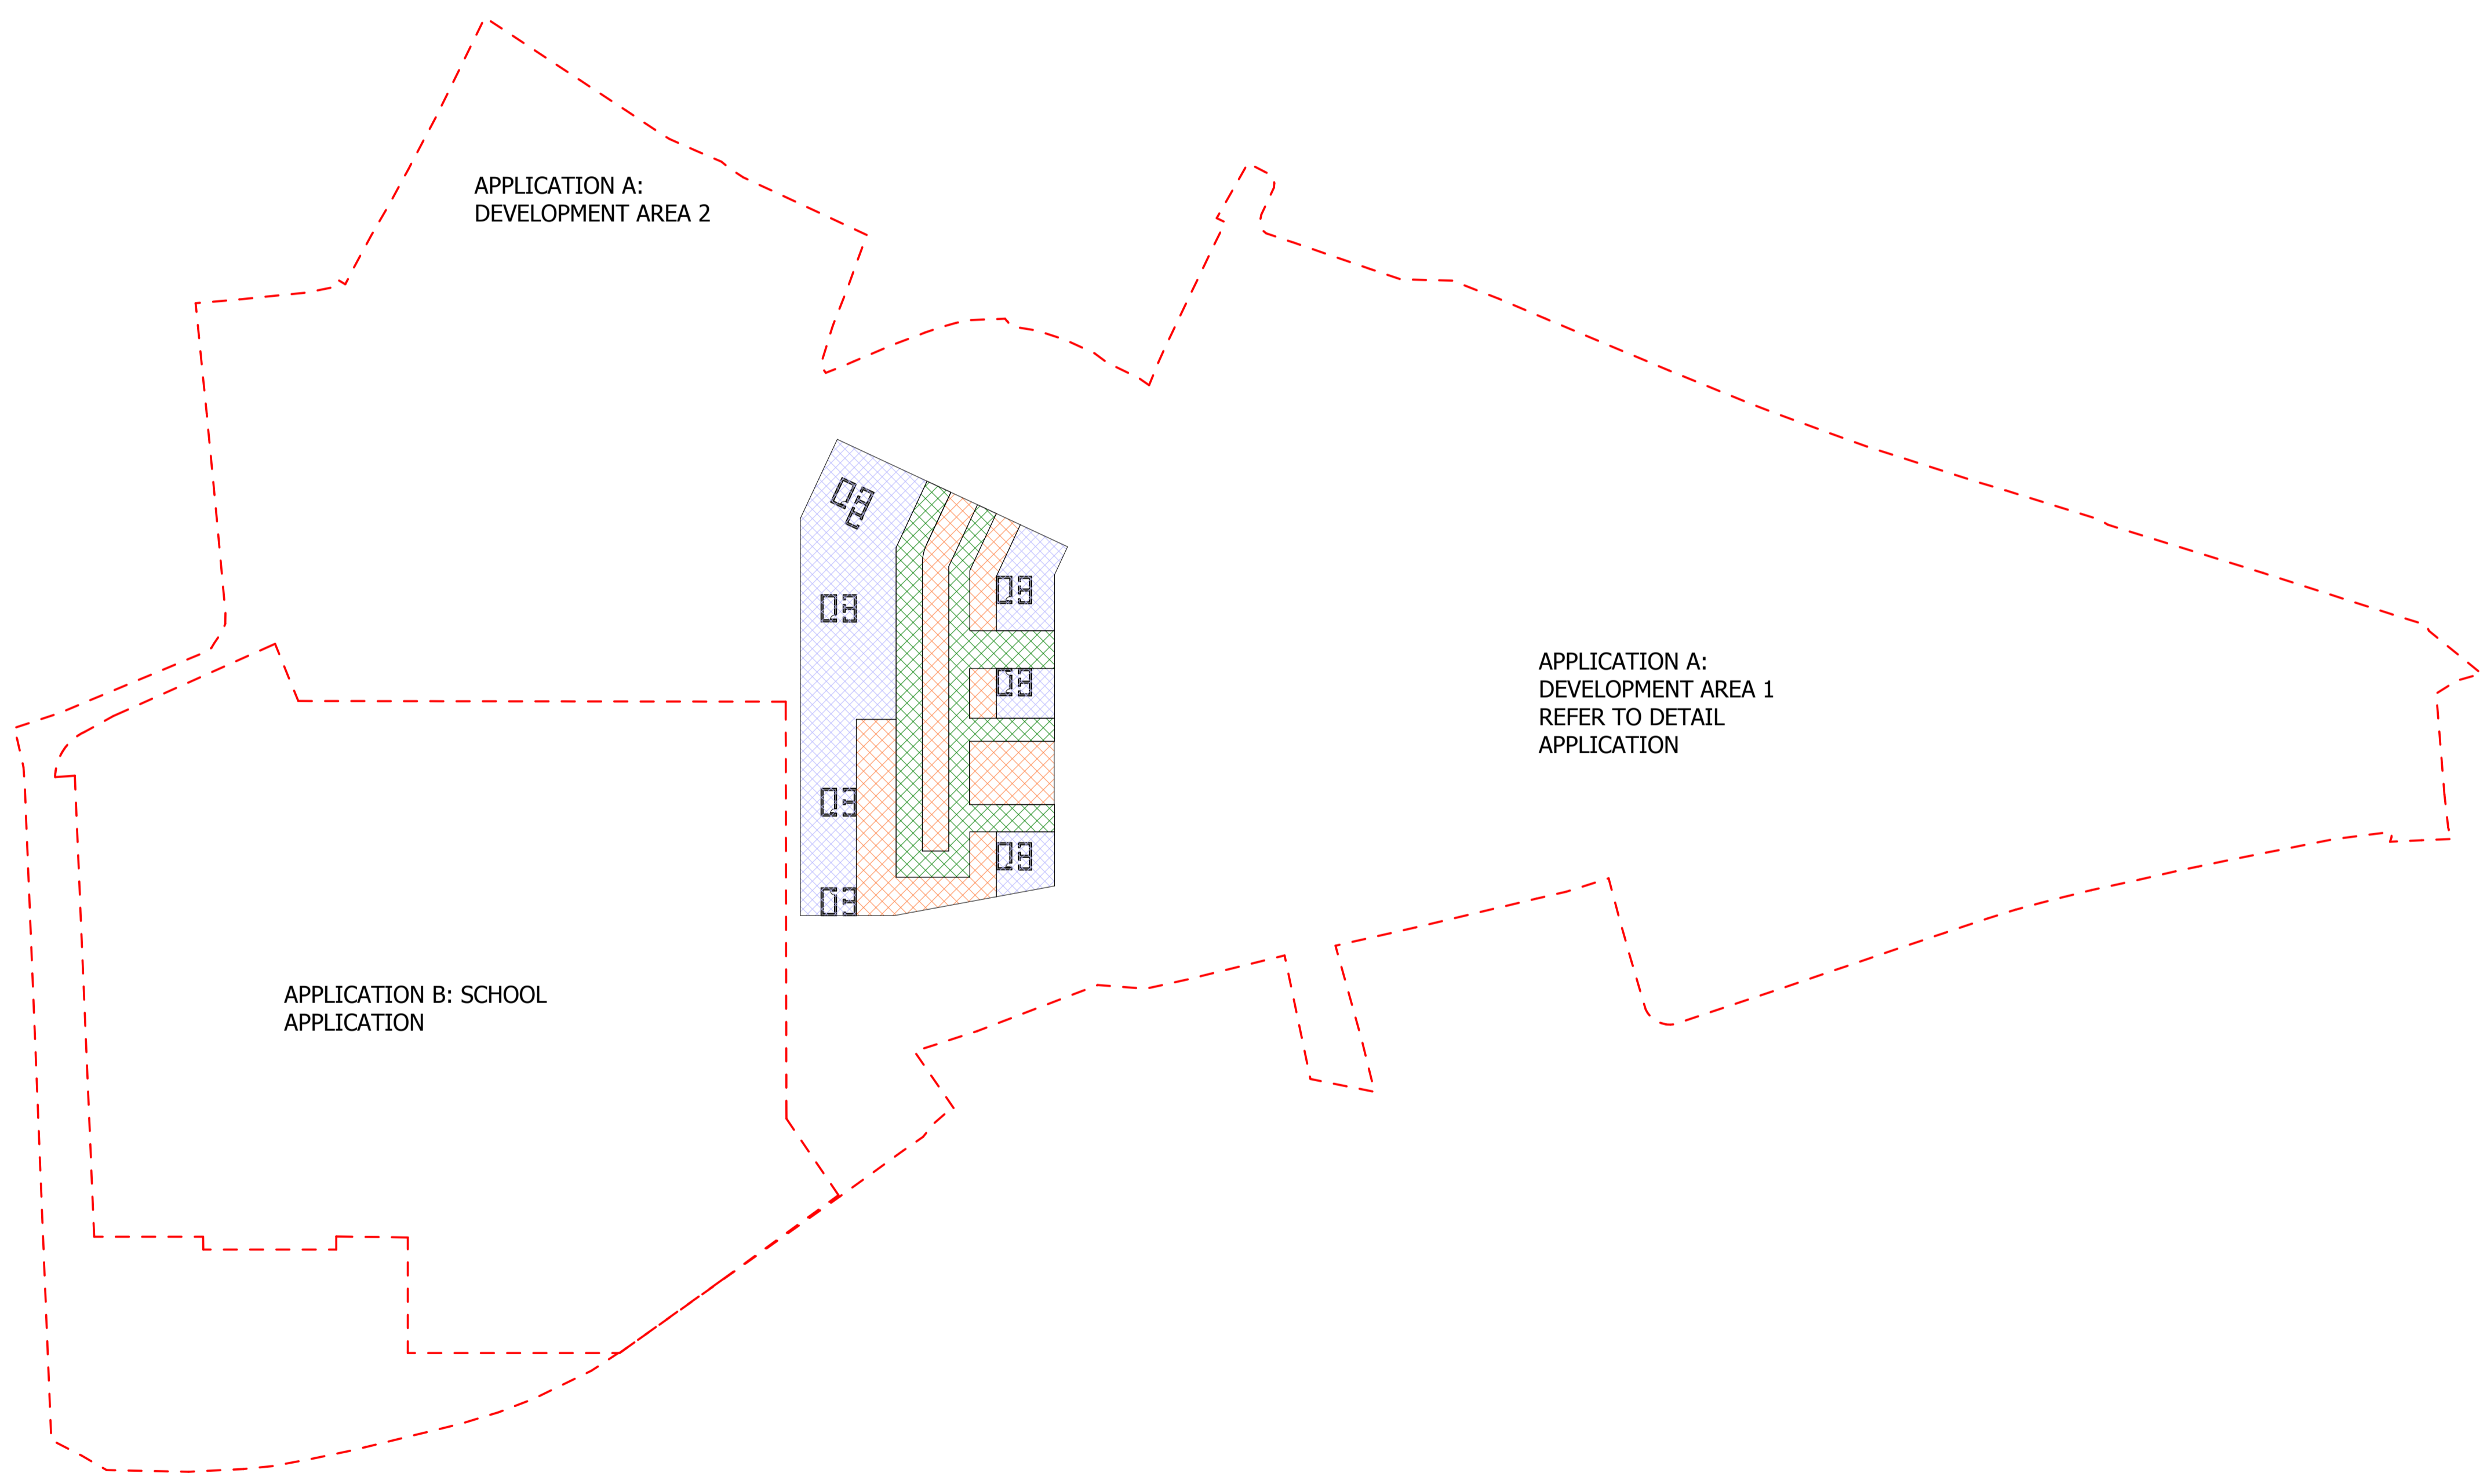 APPLICATION A:
DEVELOPMENT AREA 2
APPLICATION A:
DEVELOPMENT AREA 1
REFER TO DETAIL
APPLICATION
APPLICATION B: SCHOOL
APPLICATION